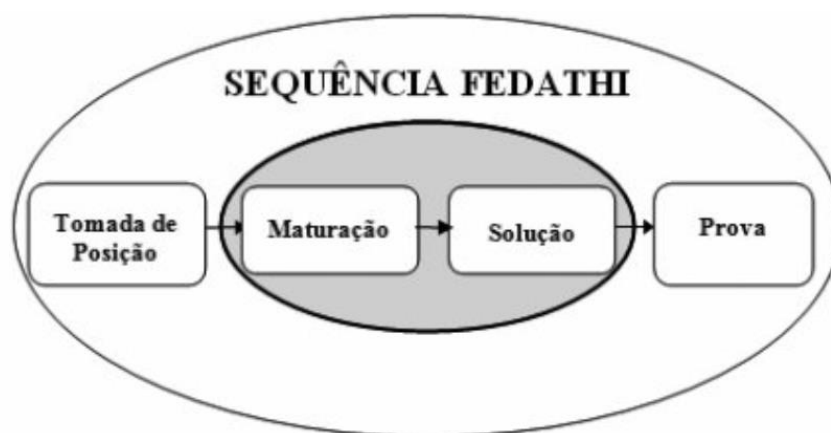 SEQUÊNCIA FEDATHI
Tomada de
Posição
Maturação
Solução
Prova